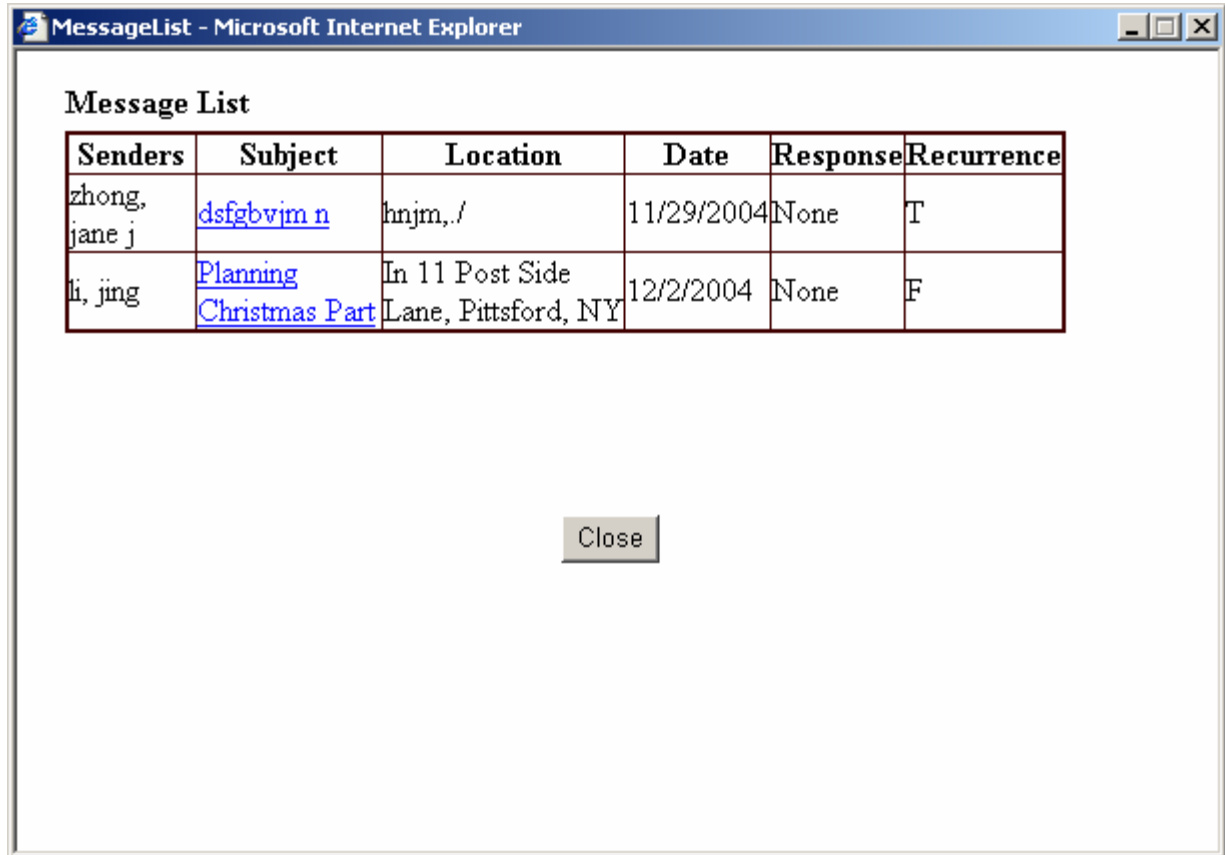 MessageList - Microsoft Internet Explorer
Message List
Senders Subject Location Date Response Recurrence
zhong,
jane j
dsfgbvjm n
hnjm,./
11/29/2004
None
T
li, jing
Planning
Christmas Part
In 11 Post Side
Lane, Pittsford, NY
12/2/2004
None
F
Close